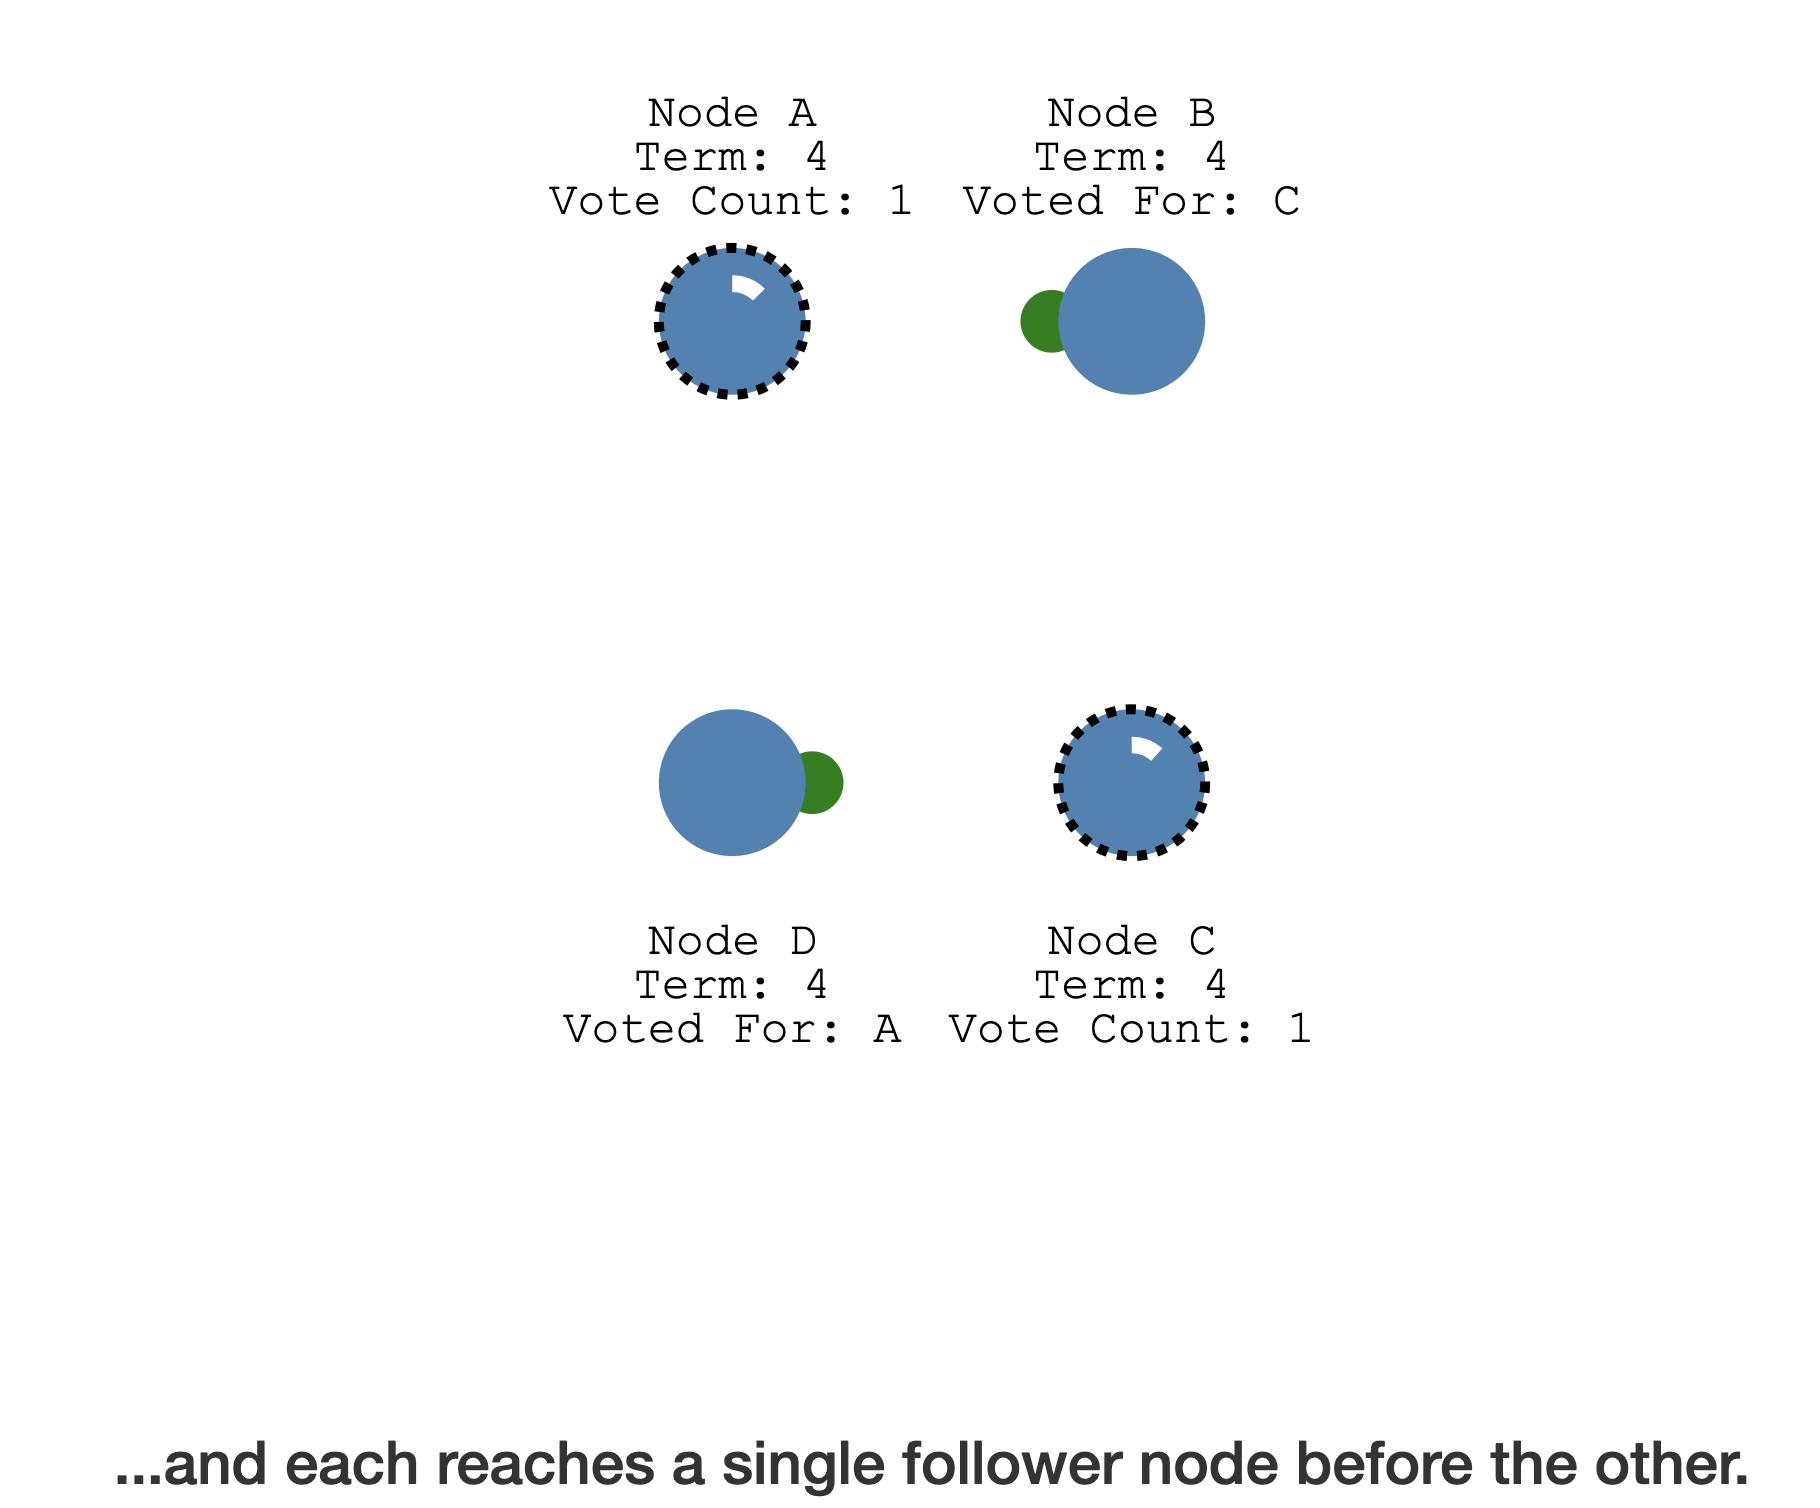 Node A
Term: 4
Vote Count: 1
Node B
Term: 4
Voted For: C
Node D
Term: 4
Voted For: A
Node C
Term: 4
Vote Count: 1
...and each reaches a single follower node before the other.